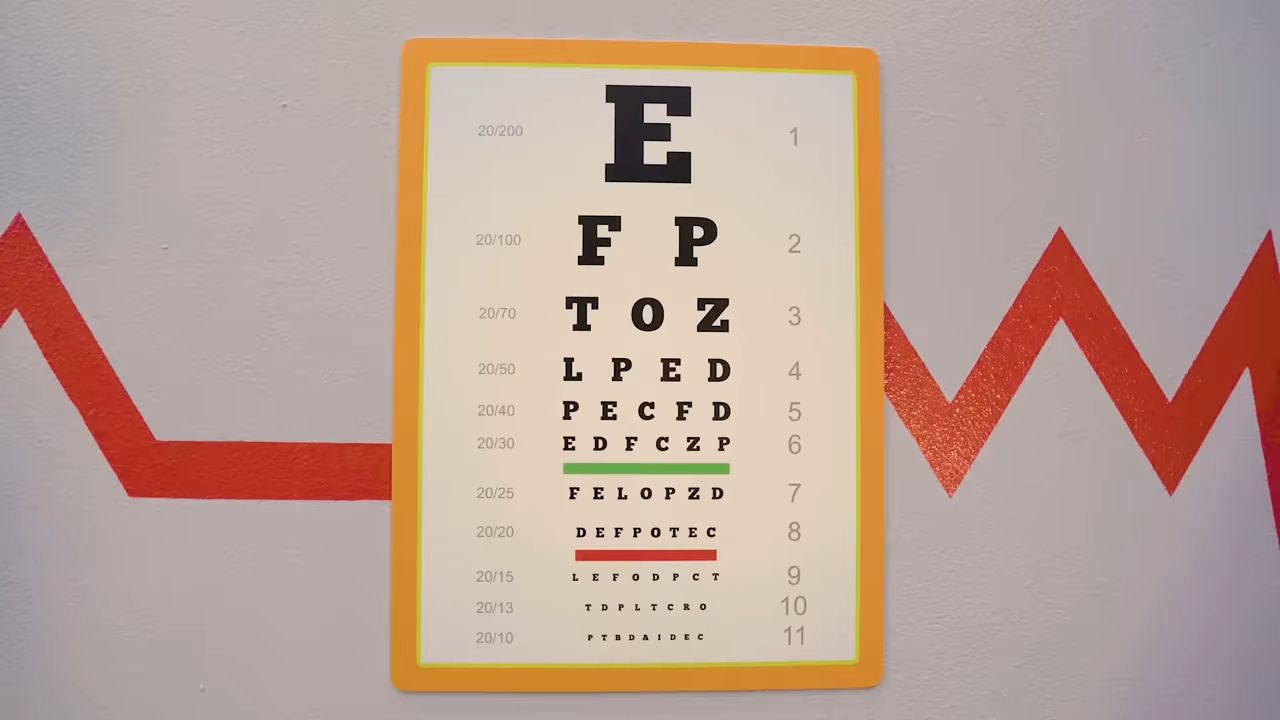 20/200 E 1
20/100 F P 2
20/70 T O Z 3
20/50 L P E D 4
20/40 P E C F D 5
20/30 E D F C Z P 6
20/25 F E L O P Z D 7
20/20 D E F P O T E C 8
20/15 L E F O D P C T 9
20/13 T D P L T C R O 10
20/10 P T B D A I D E C 11